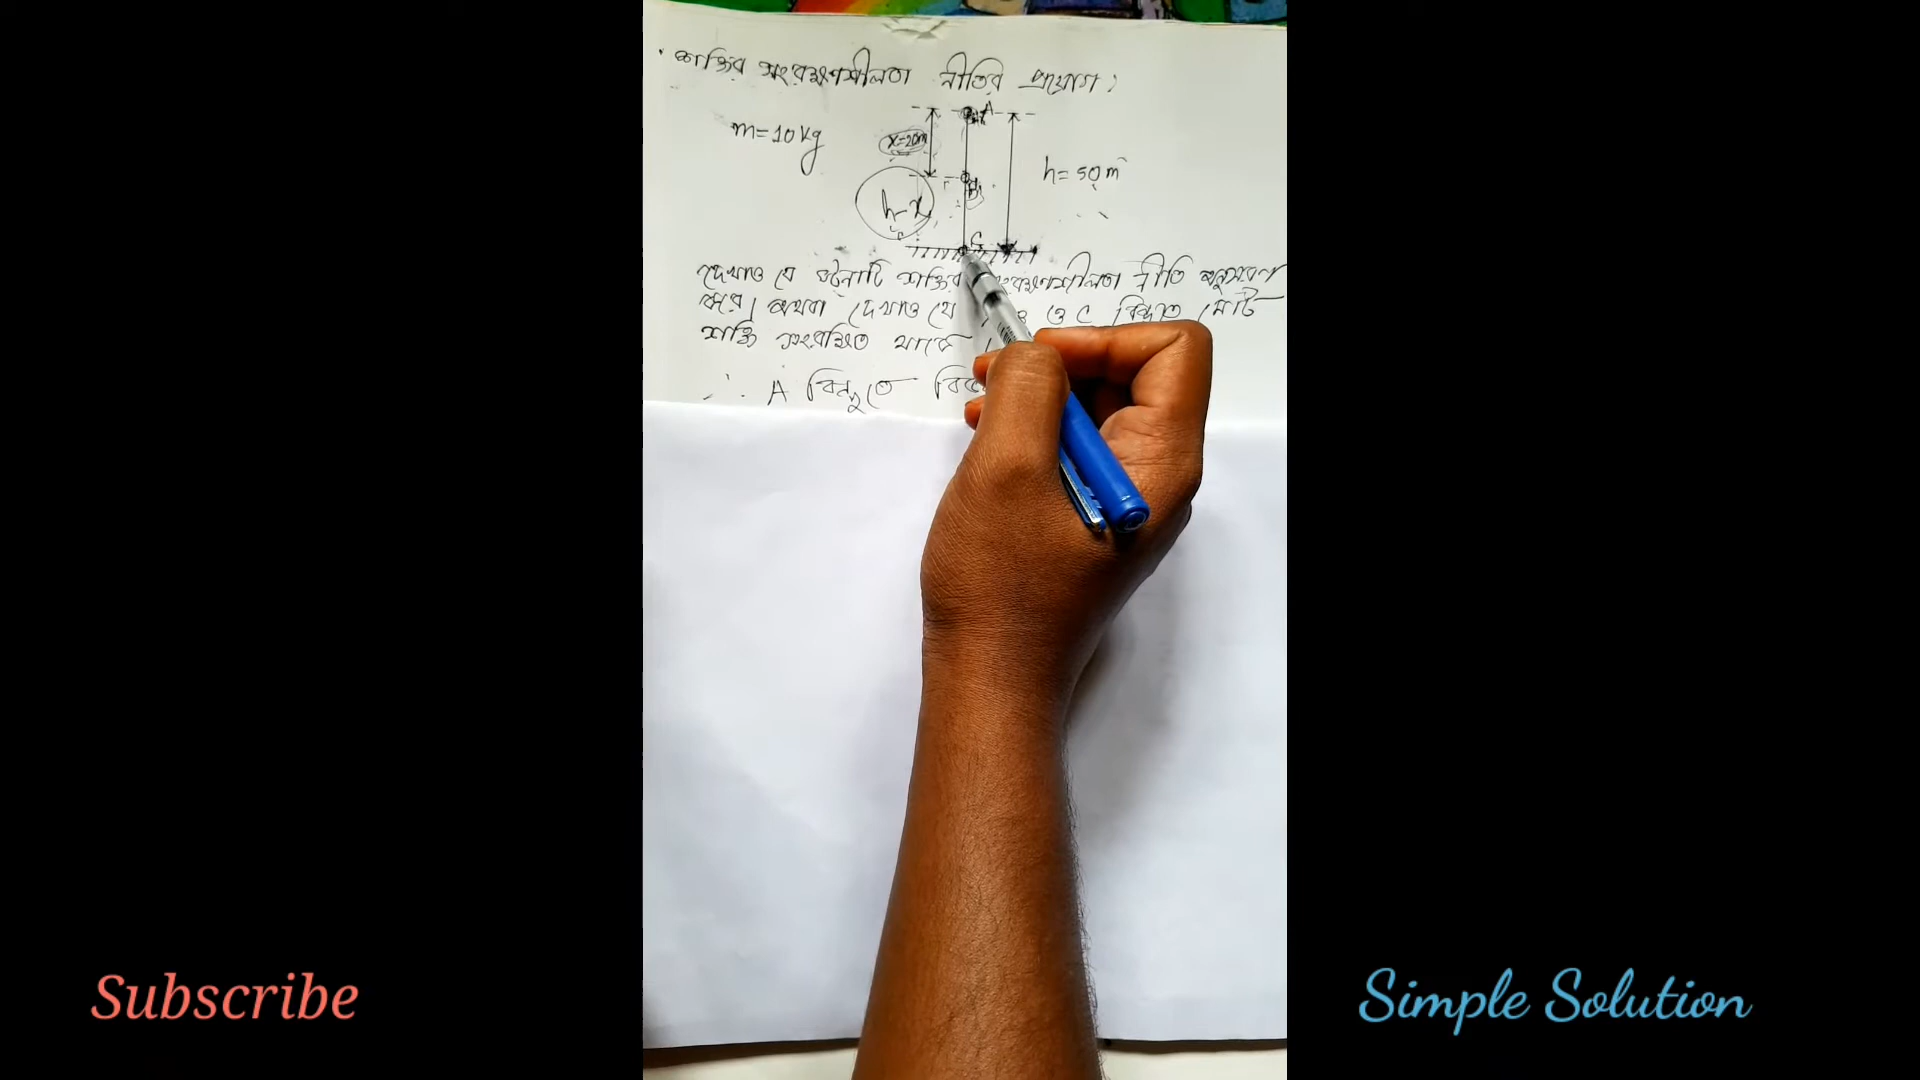 শক্তির সংরক্ষণশীলতা নীতির প্রয়োগ:
A
m=10kg
x=20m
h=50m
B
h-x
C
দেখাও যে ঘটনাটি শক্তির সংরক্ষণশীলতা নীতি অনুসরণ
করে। অথবা দেখাও যে ও C বিন্দুতে মোট
শক্তি সংরক্ষিত থাকে
∴ A বিন্দুতে
Subscribe
Simple Solution